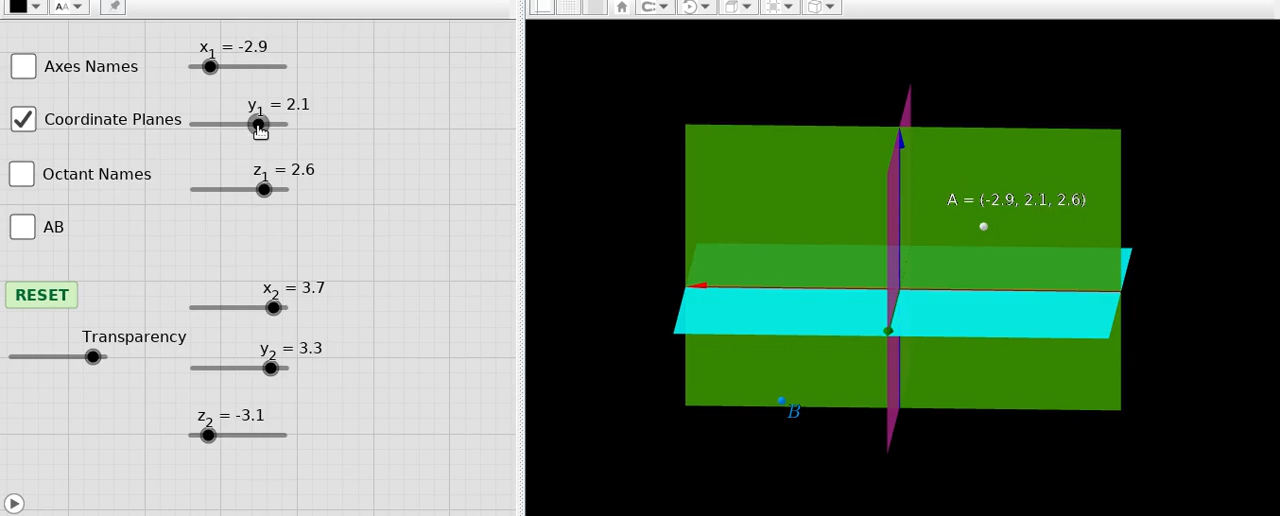 AA
x₁ = -2.9
Axes Names
y₁ = 2.1
Coordinate Planes
z₁ = 2.6
Octant Names
AB
x₂ = 3.7
RESET
Transparency
y₂ = 3.3
z₂ = -3.1
A = (-2.9, 2.1, 2.6)
B